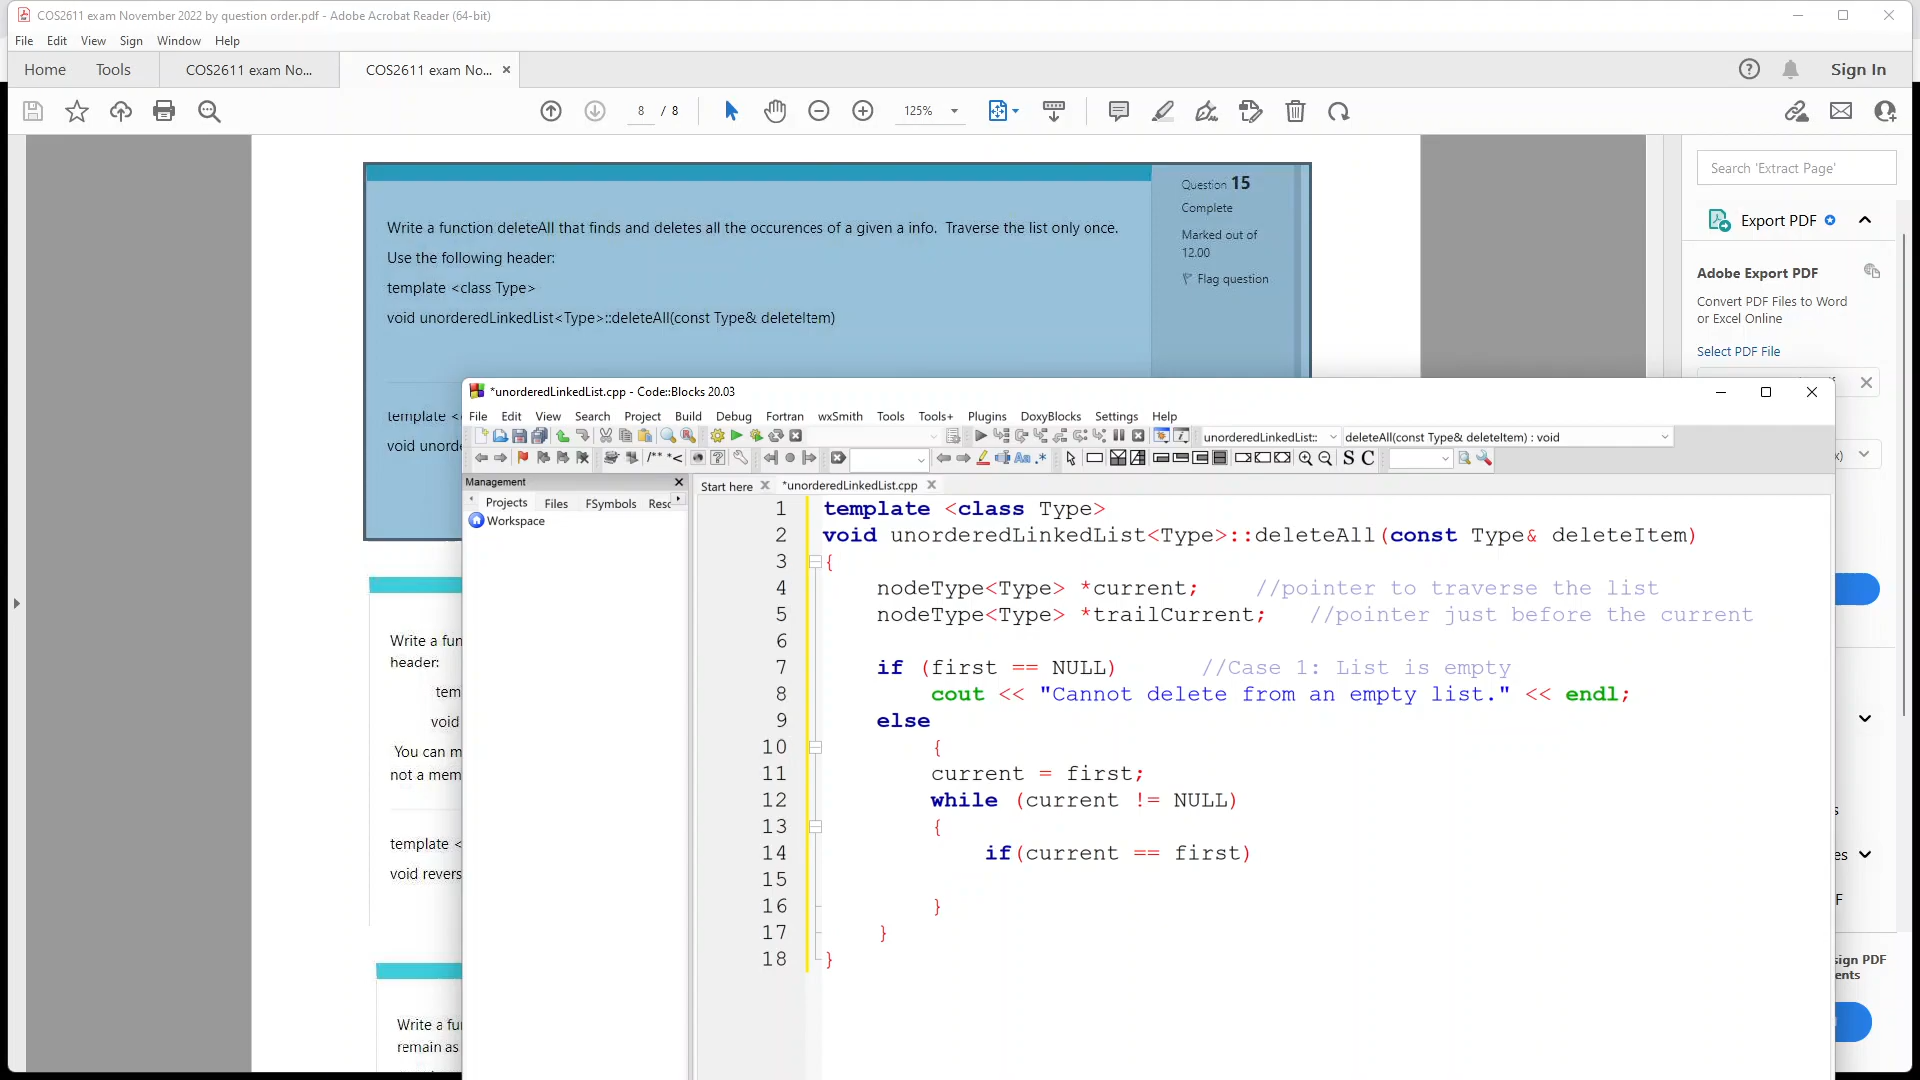 COS2611 exam November 2022 by question order.pdf - Adobe Acrobat Reader (64-bit)
File Edit View Sign Window Help
Home Tools COS2611 exam No... COS2611 exam No... × Sign In
8 / 8 125%
Search 'Extract Page'
Export PDF
Adobe Export PDF
Convert PDF Files to Word
or Excel Online
Select PDF File
Question 15
Complete
Marked out of
12.00
Flag question
Write a function deleteAll that finds and deletes all the occurences of a given a info. Traverse the list only once.
Use the following header:
template <class Type>
void unorderedLinkedList<Type>::deleteAll(const Type& deleteItem)
template <
void unorde
Write a fun
header:
tem
void
You can m
not a mem
template <
void revers
Write a fu
remain as
*unorderedLinkedList.cpp - Code::Blocks 20.03
File Edit View Search Project Build Debug Fortran wxSmith Tools Tools+ Plugins DoxyBlocks Settings Help
unorderedLinkedList:: deleteAll(const Type& deleteItem) : void
/** *< Aa .* S C
Management
Projects Files FSymbols Resc
Workspace
Start here *unorderedLinkedList.cpp
1 template <class Type>
2 void unorderedLinkedList<Type>::deleteAll(const Type& deleteItem)
3 {
4 nodeType<Type> *current; //pointer to traverse the list
5 nodeType<Type> *trailCurrent; //pointer just before the current
6
7 if (first == NULL) //Case 1: List is empty
8 cout << "Cannot delete from an empty list." << endl;
9 else
10 {
11 current = first;
12 while (current != NULL)
13 {
14 if(current == first)
15
16 }
17 }
18 }
x)
s
es
F
sign PDF
ents